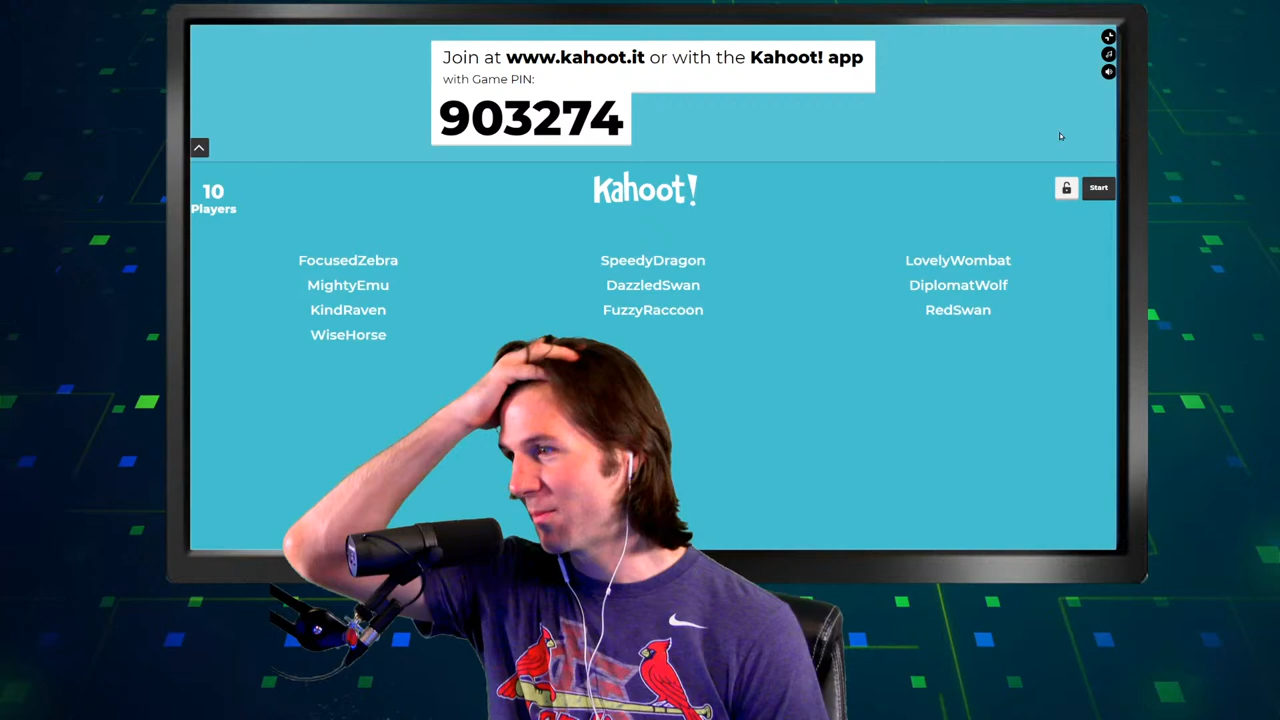 Join at www.kahoot.it or with the Kahoot! app
with Game PIN:
903274
10
Players
Kahoot!
Start
FocusedZebra
SpeedyDragon
LovelyWombat
MightyEmu
DazzledSwan
DiplomatWolf
KindRaven
FuzzyRaccoon
RedSwan
WiseHorse